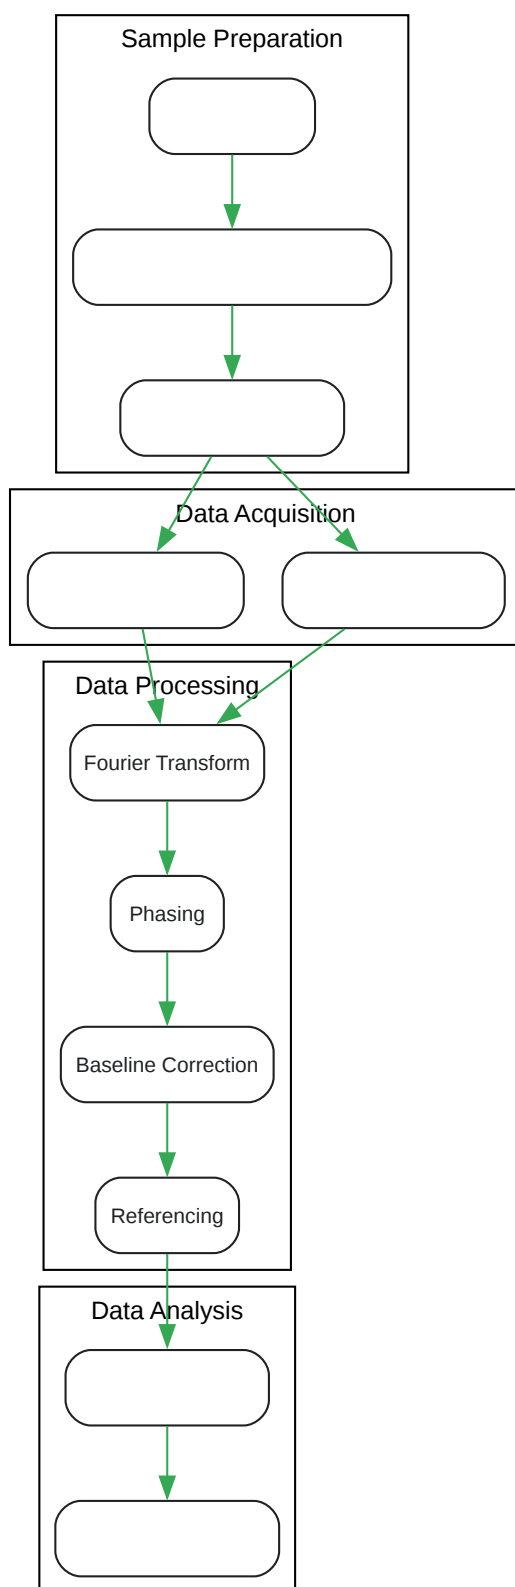 Sample Preparation
Data Acquisition
Data Processing
Fourier Transform
Phasing
Baseline Correction
Referencing
Data Analysis